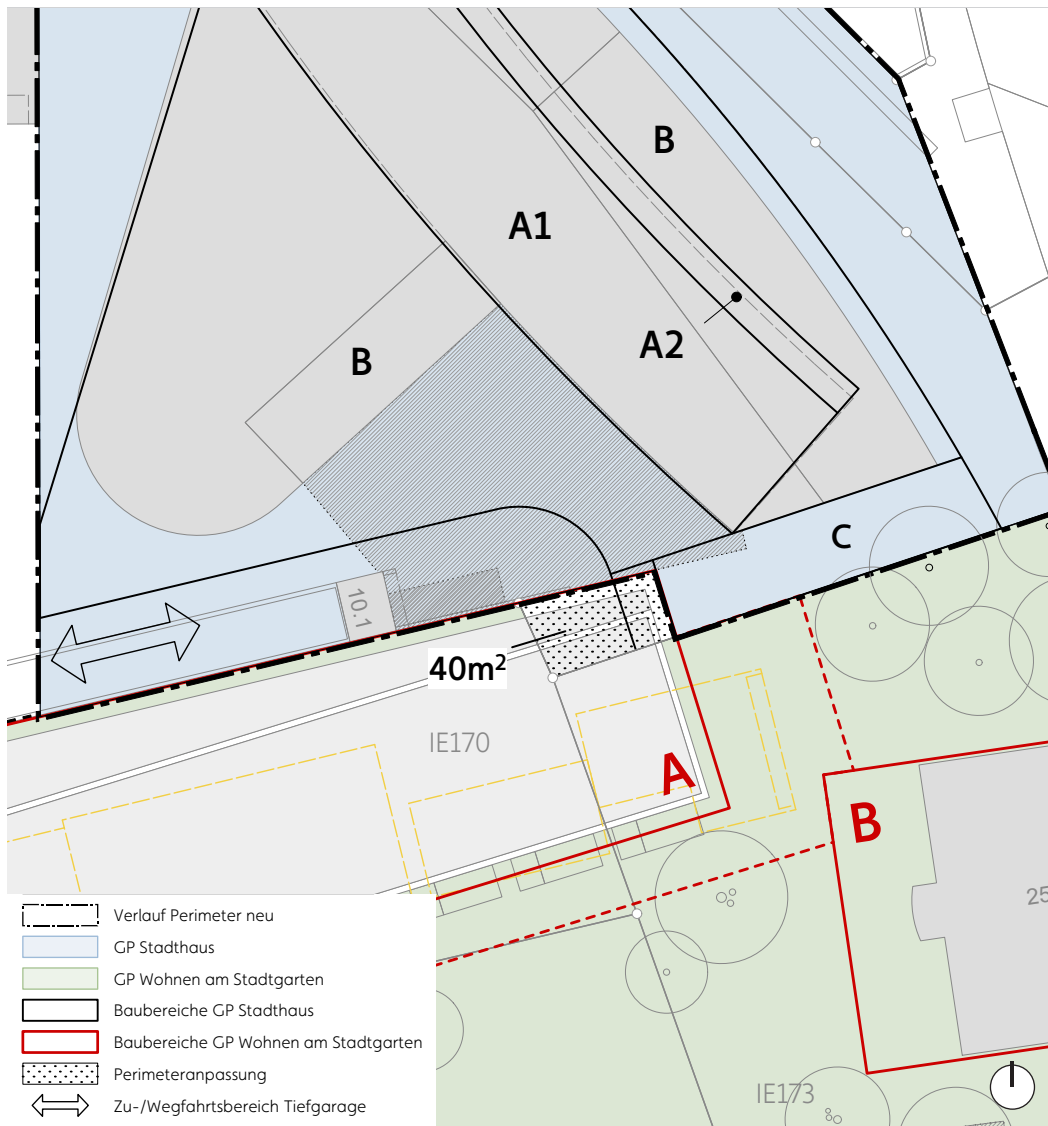 B
A1
A2
B
C
10.1
40m²
IE170
A
B
25
IE173
Verlauf Perimeter neu
GP Stadthaus
GP Wohnen am Stadtgarten
Baubereiche GP Stadthaus
Baubereiche GP Wohnen am Stadtgarten
Perimeteranpassung
Zu-/Wegfahrtsbereich Tiefgarage